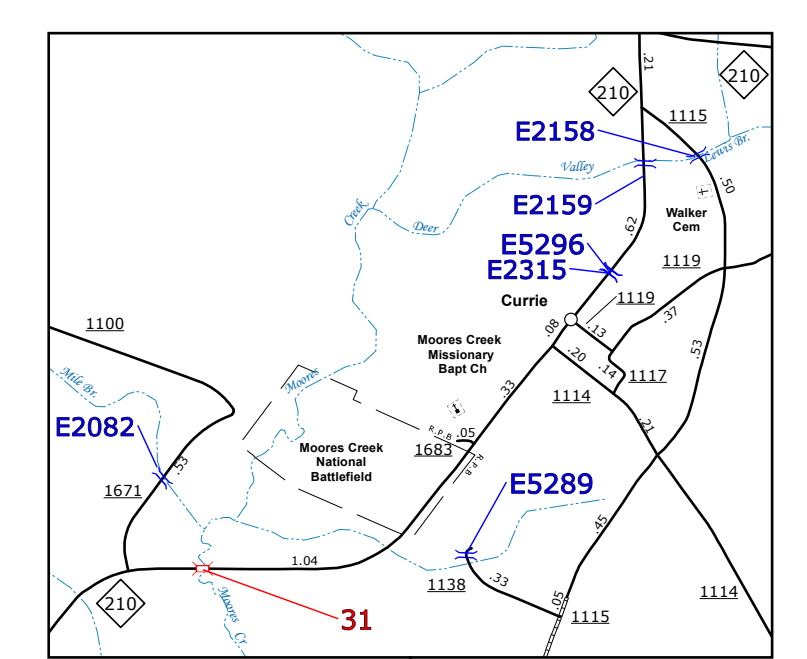 .21
210
210
1115
E2158
Lewis Br.
Valley
.50
Creek
E2159
Walker
Cem
Deer
.62
E5296
E2315
1119
Currie
1119
.37
1100
.08
.13
Moores Creek
Missionary
Bapt Ch
.20
.53
Mile Br.
Moores
.14
1117
.33
1114
E2082
R.P.B
.05
.21
1683
Moores Creek
National
Battlefield
R.P.B
.53
1671
E5289
.45
1.04
1138
.33
210
Moores Cr
.05
1114
31
1115